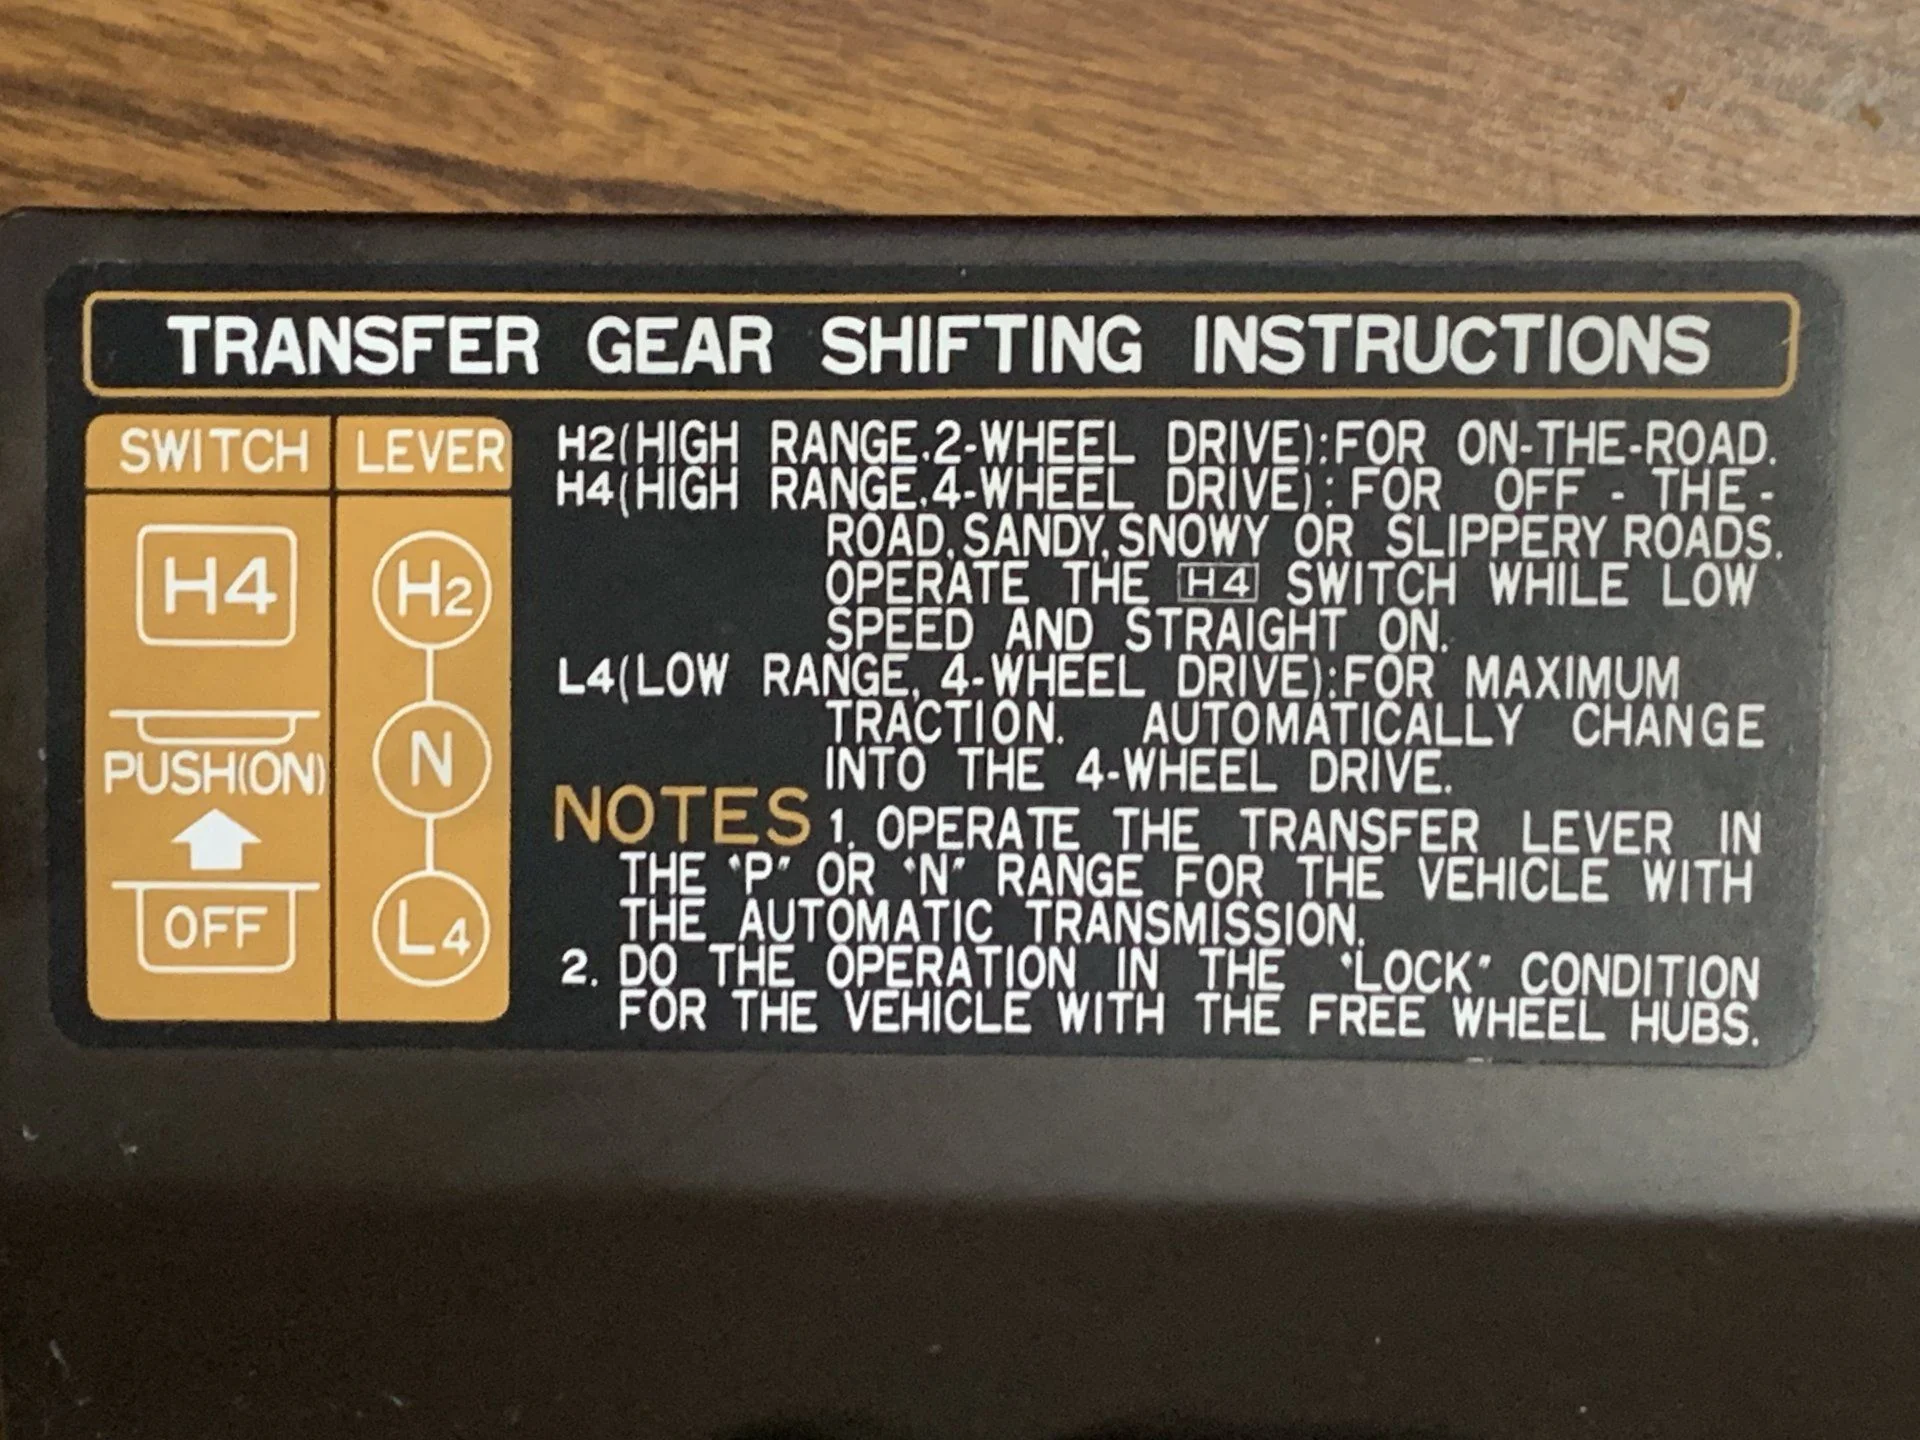 TRANSFER GEAR SHIFTING INSTRUCTIONS
SWITCH LEVER
H4 H2
N
PUSH(ON)
OFF L4
H2(HIGH RANGE.2-WHEEL DRIVE):FOR ON-THE-ROAD.
H4(HIGH RANGE.4-WHEEL DRIVE):FOR OFF-THE-
ROAD,SANDY,SNOWY OR SLIPPERY ROADS.
OPERATE THE H4 SWITCH WHILE LOW
SPEED AND STRAIGHT ON.
L4(LOW RANGE, 4-WHEEL DRIVE):FOR MAXIMUM
TRACTION. AUTOMATICALLY CHANGE
INTO THE 4-WHEEL DRIVE.
NOTES 1. OPERATE THE TRANSFER LEVER IN
THE "P" OR "N" RANGE FOR THE VEHICLE WITH
THE AUTOMATIC TRANSMISSION.
2. DO THE OPERATION IN THE "LOCK" CONDITION
FOR THE VEHICLE WITH THE FREE WHEEL HUBS.